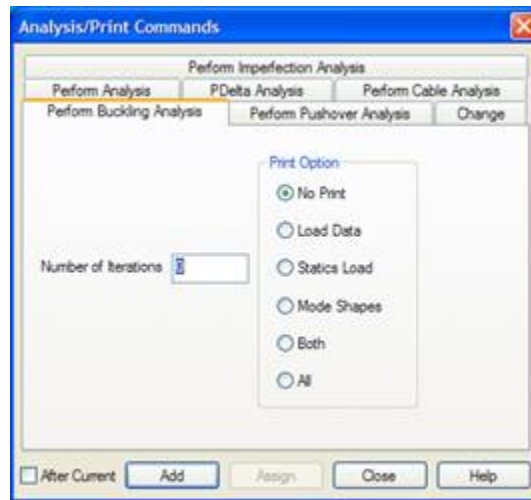 Analysis/Print Commands
Perform Imperfection Analysis
Perform Analysis PDelta Analysis Perform Cable Analysis
Perform Buckling Analysis Perform Pushover Analysis Change
Print Option
No Print
Load Data
Number of Iterations
Statics Load
Mode Shapes
Both
All
After Current Add Assign Close Help